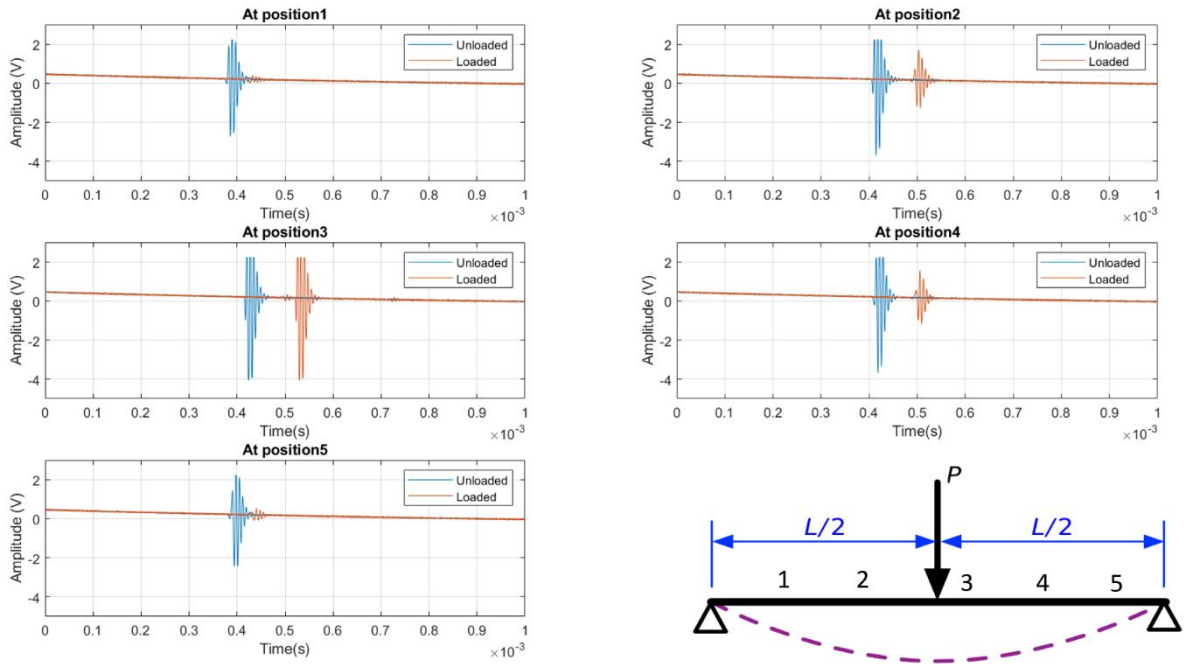 At position1
Amplitude (V)
2
0
-2
-4
Unloaded
Loaded
0 0.1 0.2 0.3 0.4 0.5 0.6 0.7 0.8 0.9 1
Time(s)
×10⁻³
At position2
Amplitude (V)
2
0
-2
-4
Unloaded
Loaded
0 0.1 0.2 0.3 0.4 0.5 0.6 0.7 0.8 0.9 1
Time(s)
×10⁻³
At position3
Amplitude (V)
2
0
-2
-4
Unloaded
Loaded
0 0.1 0.2 0.3 0.4 0.5 0.6 0.7 0.8 0.9 1
Time(s)
×10⁻³
At position4
Amplitude (V)
2
0
-2
-4
Unloaded
Loaded
0 0.1 0.2 0.3 0.4 0.5 0.6 0.7 0.8 0.9 1
Time(s)
×10⁻³
At position5
Amplitude (V)
2
0
-2
-4
Unloaded
Loaded
0 0.1 0.2 0.3 0.4 0.5 0.6 0.7 0.8 0.9 1
Time(s)
×10⁻³
P
L/2 L/2
1 2 3 4 5